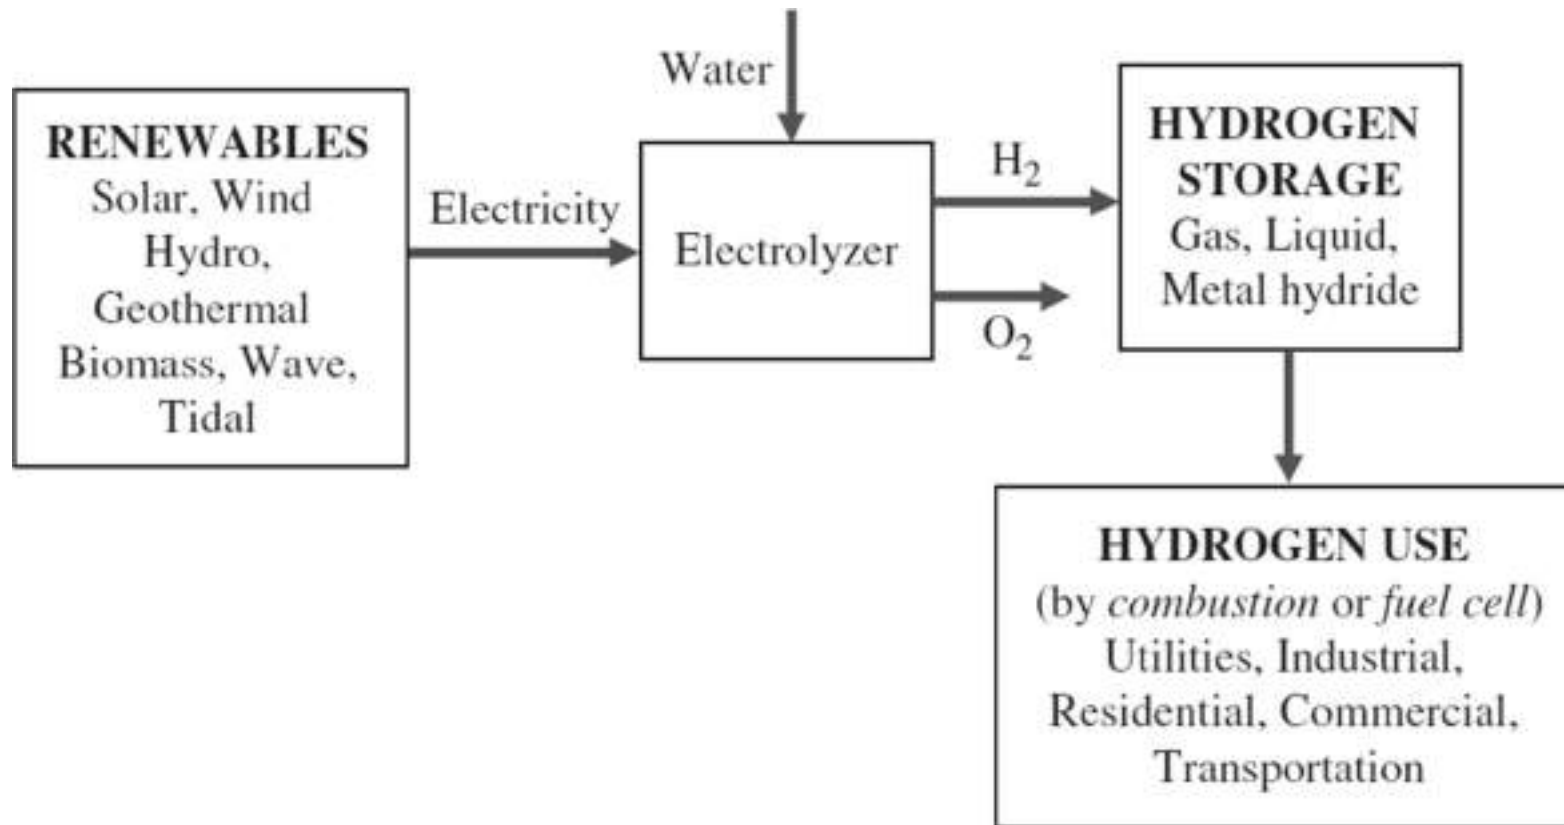 RENEWABLES
Solar, Wind
Hydro,
Geothermal
Biomass, Wave,
Tidal
Electricity
Water
Electrolyzer
H₂
O₂
HYDROGEN
STORAGE
Gas, Liquid,
Metal hydride
HYDROGEN USE
(by combustion or fuel cell)
Utilities, Industrial,
Residential, Commercial,
Transportation